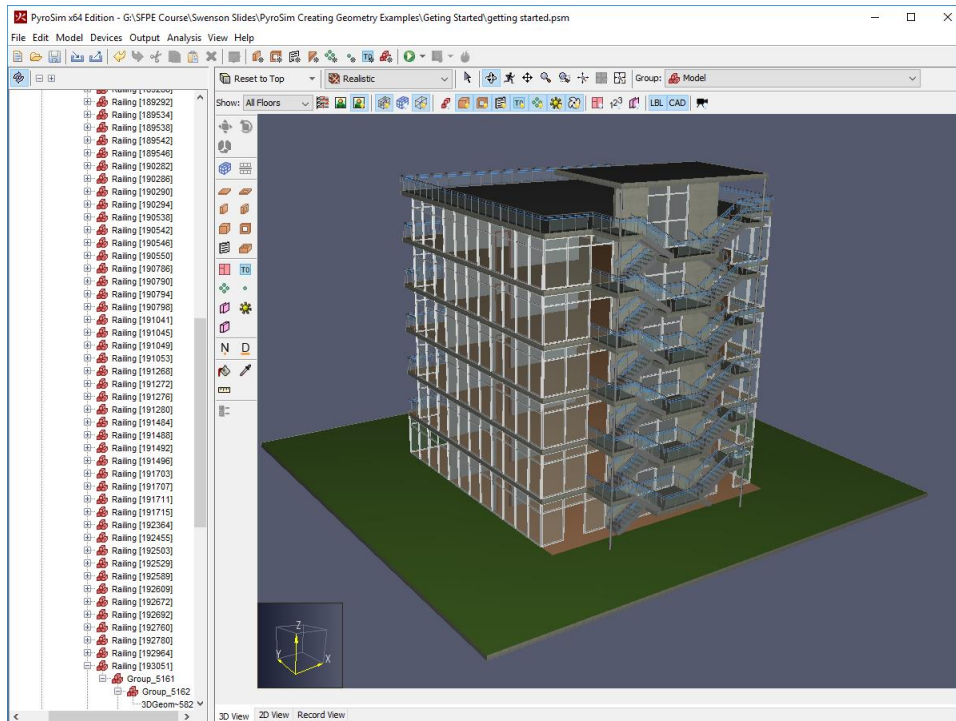 PyroSim x64 Edition - G:\SFPE Course\Swenson Slides\PyroSim Creating Geometry Examples\Geting Started\getting started.psm
File Edit Model Devices Output Analysis View Help
Reset to Top Realistic Group: Model
Show: All Floors LBL CAD
Railing [189292]
Railing [189534]
Railing [189538]
Railing [189542]
Railing [189546]
Railing [190282]
Railing [190286]
Railing [190290]
Railing [190294]
Railing [190538]
Railing [190542]
Railing [190546]
Railing [190550]
Railing [190786]
Railing [190790]
Railing [190794]
Railing [190798]
Railing [191041]
Railing [191045]
Railing [191049]
Railing [191053]
Railing [191268]
Railing [191272]
Railing [191276]
Railing [191280]
Railing [191484]
Railing [191488]
Railing [191492]
Railing [191496]
Railing [191703]
Railing [191707]
Railing [191711]
Railing [191715]
Railing [192364]
Railing [192455]
Railing [192503]
Railing [192529]
Railing [192589]
Railing [192609]
Railing [192672]
Railing [192692]
Railing [192760]
Railing [192780]
Railing [192964]
Railing [193051]
Group_5161
Group_5162
3DGeom~582
N D
Z
Y X
3D View 2D View Record View